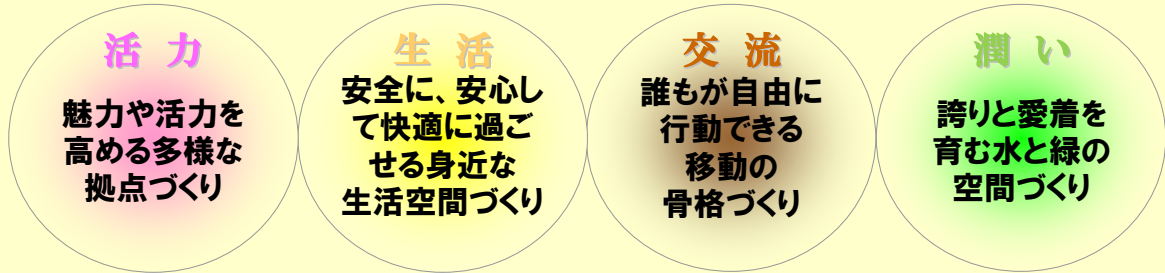 活力
魅力や活力を
高める多様な
拠点づくり
生活
安全に、安心し
て快適に過ご
せる身近な
生活空間づくり
交流
誰もが自由に
行動できる
移動の
骨格づくり
潤い
誇りと愛着を
育む水と緑の
空間づくり